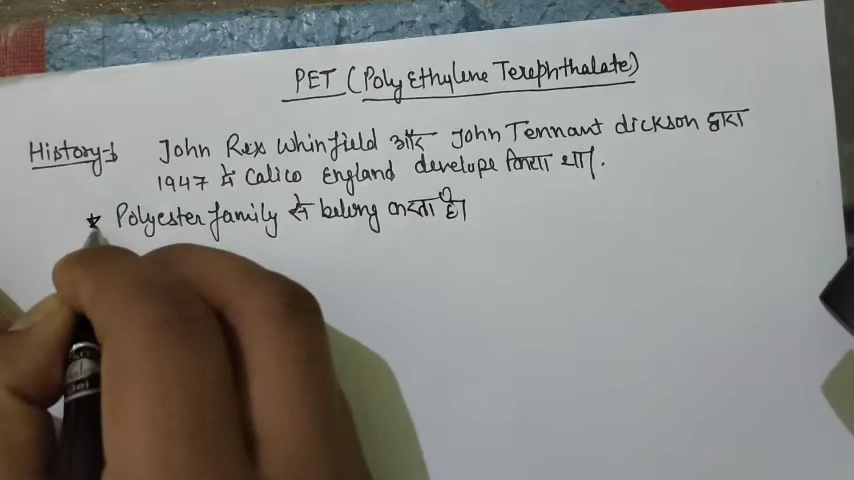 PET (Poly Ethylene Terephthalate)
History:- John Rex Whinfield और John Tennant dickson द्वारा
1947 में Calico England develope किया था।.
* Polyester family से belong करता है।